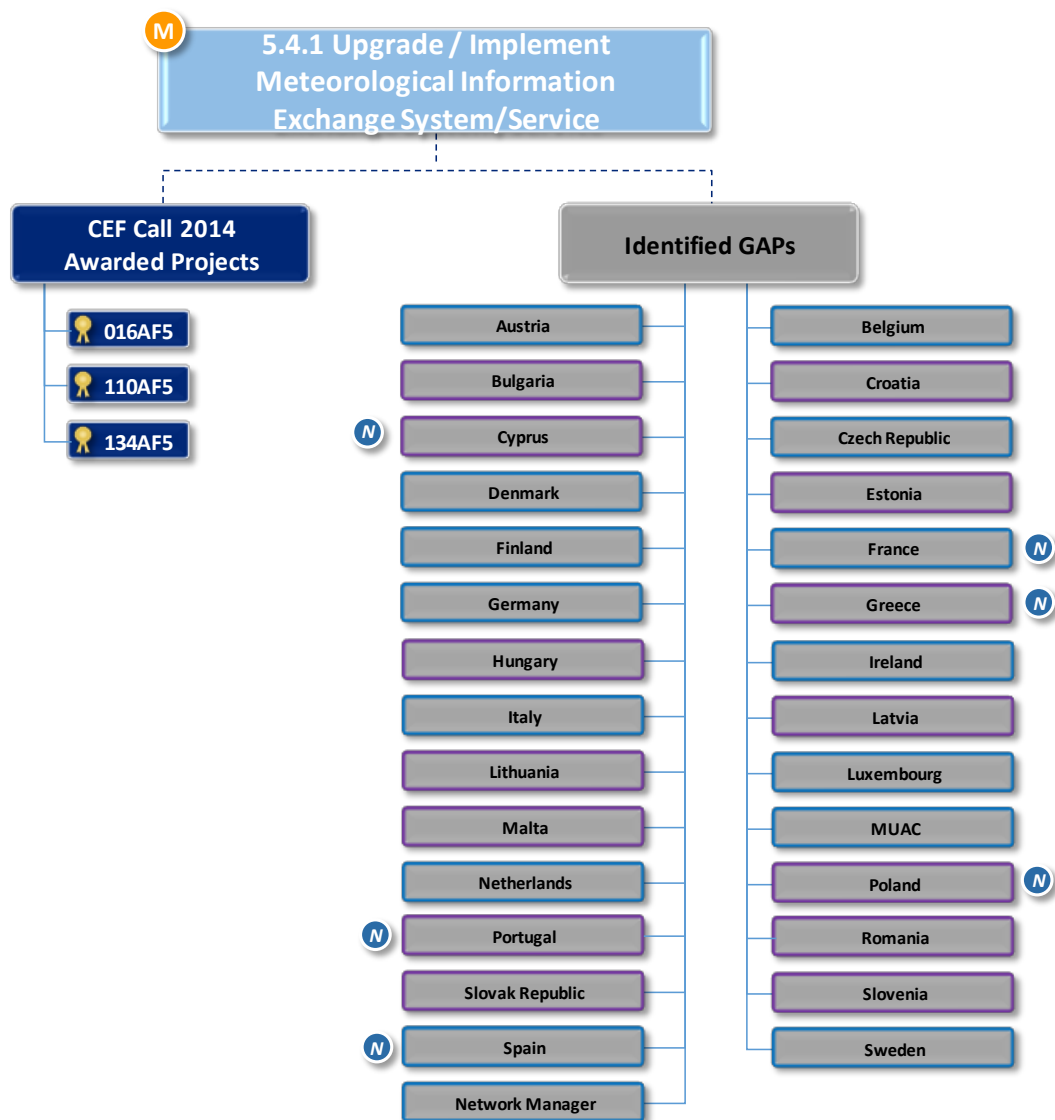 M
5.4.1 Upgrade / Implement
Meteorological Information
Exchange System/Service
CEF Call 2014
Awarded Projects
016AF5
110AF5
134AF5
Identified GAPs
Austria
Bulgaria
N
Cyprus
Denmark
Finland
Germany
Hungary
Italy
Lithuania
Malta
Netherlands
N
Portugal
Slovak Republic
N
Spain
Network Manager
Belgium
Croatia
Czech Republic
Estonia
France
N
Greece
N
Ireland
Latvia
Luxembourg
MUAC
Poland
N
Romania
Slovenia
Sweden